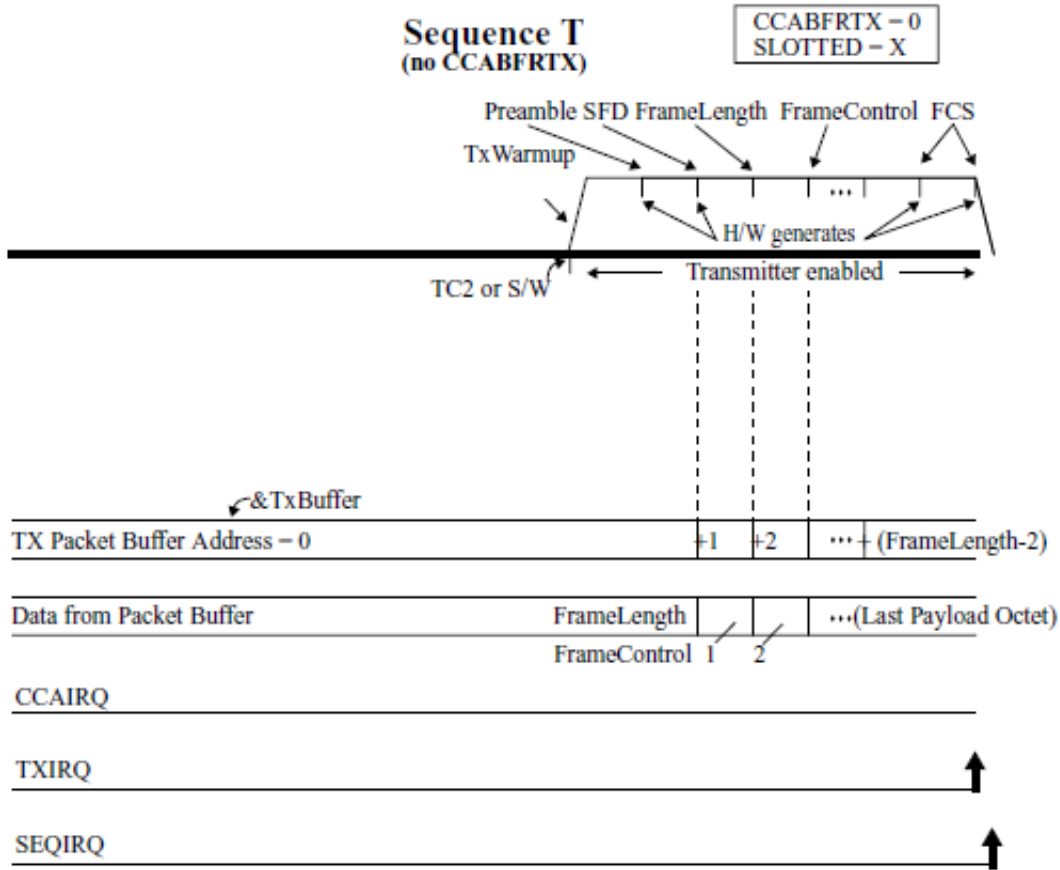 Sequence T
(no CCABFRTX)
CCABFRTX – 0
SLOTTED – X
Preamble SFD FrameLength FrameControl FCS
TxWarmup
...
H/W generates
TC2 or S/W
Transmitter enabled
&TxBuffer
TX Packet Buffer Address – 0 +1 +2 ... + (FrameLength-2)
Data from Packet Buffer FrameLength ...(Last Payload Octet)
FrameControl 1 2
CCAIRQ
TXIRQ
SEQIRQ